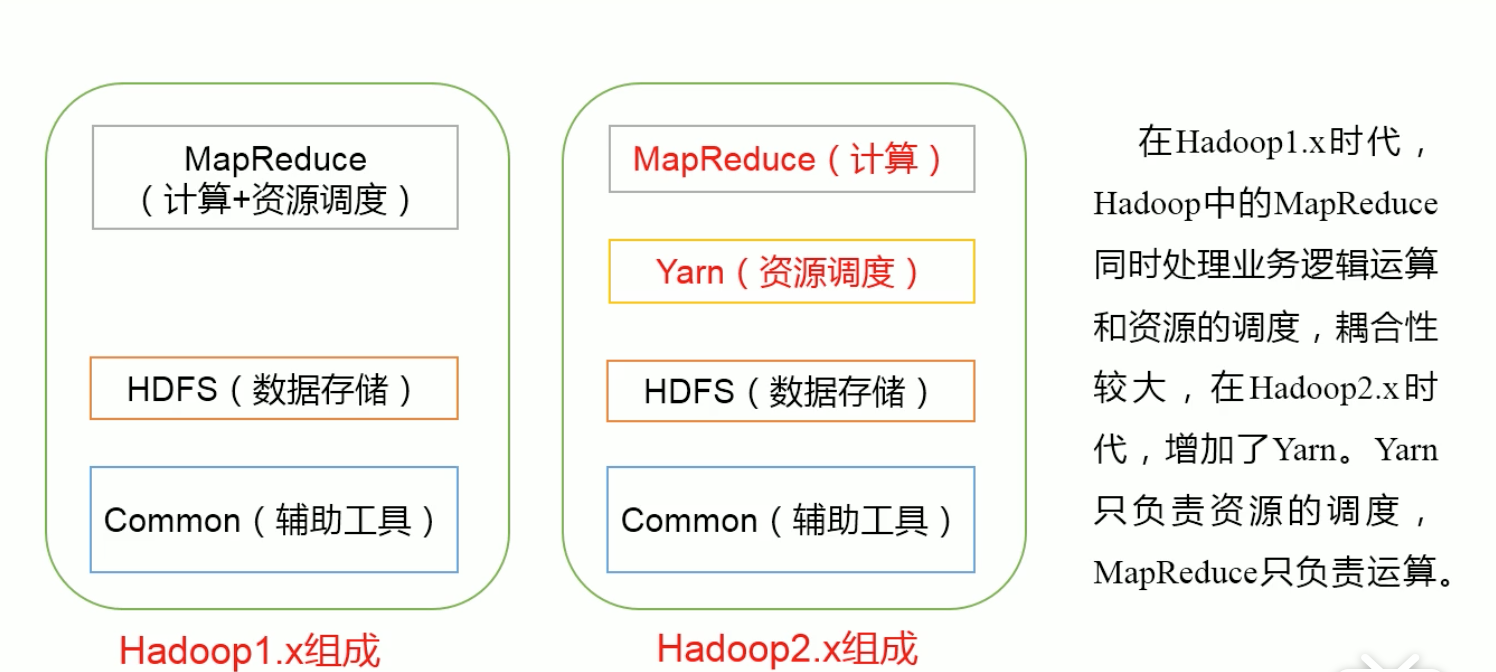 MapReduce
（计算+资源调度）
HDFS（数据存储）
Common（辅助工具）
Hadoop1.x组成
MapReduce（计算）
Yarn（资源调度）
HDFS（数据存储）
Common（辅助工具）
Hadoop2.x组成
在Hadoop1.x时代，
Hadoop中的MapReduce
同时处理业务逻辑运算
和资源的调度，耦合性
较大，在Hadoop2.x时
代，增加了Yarn。Yarn
只负责资源的调度，
MapReduce只负责运算。